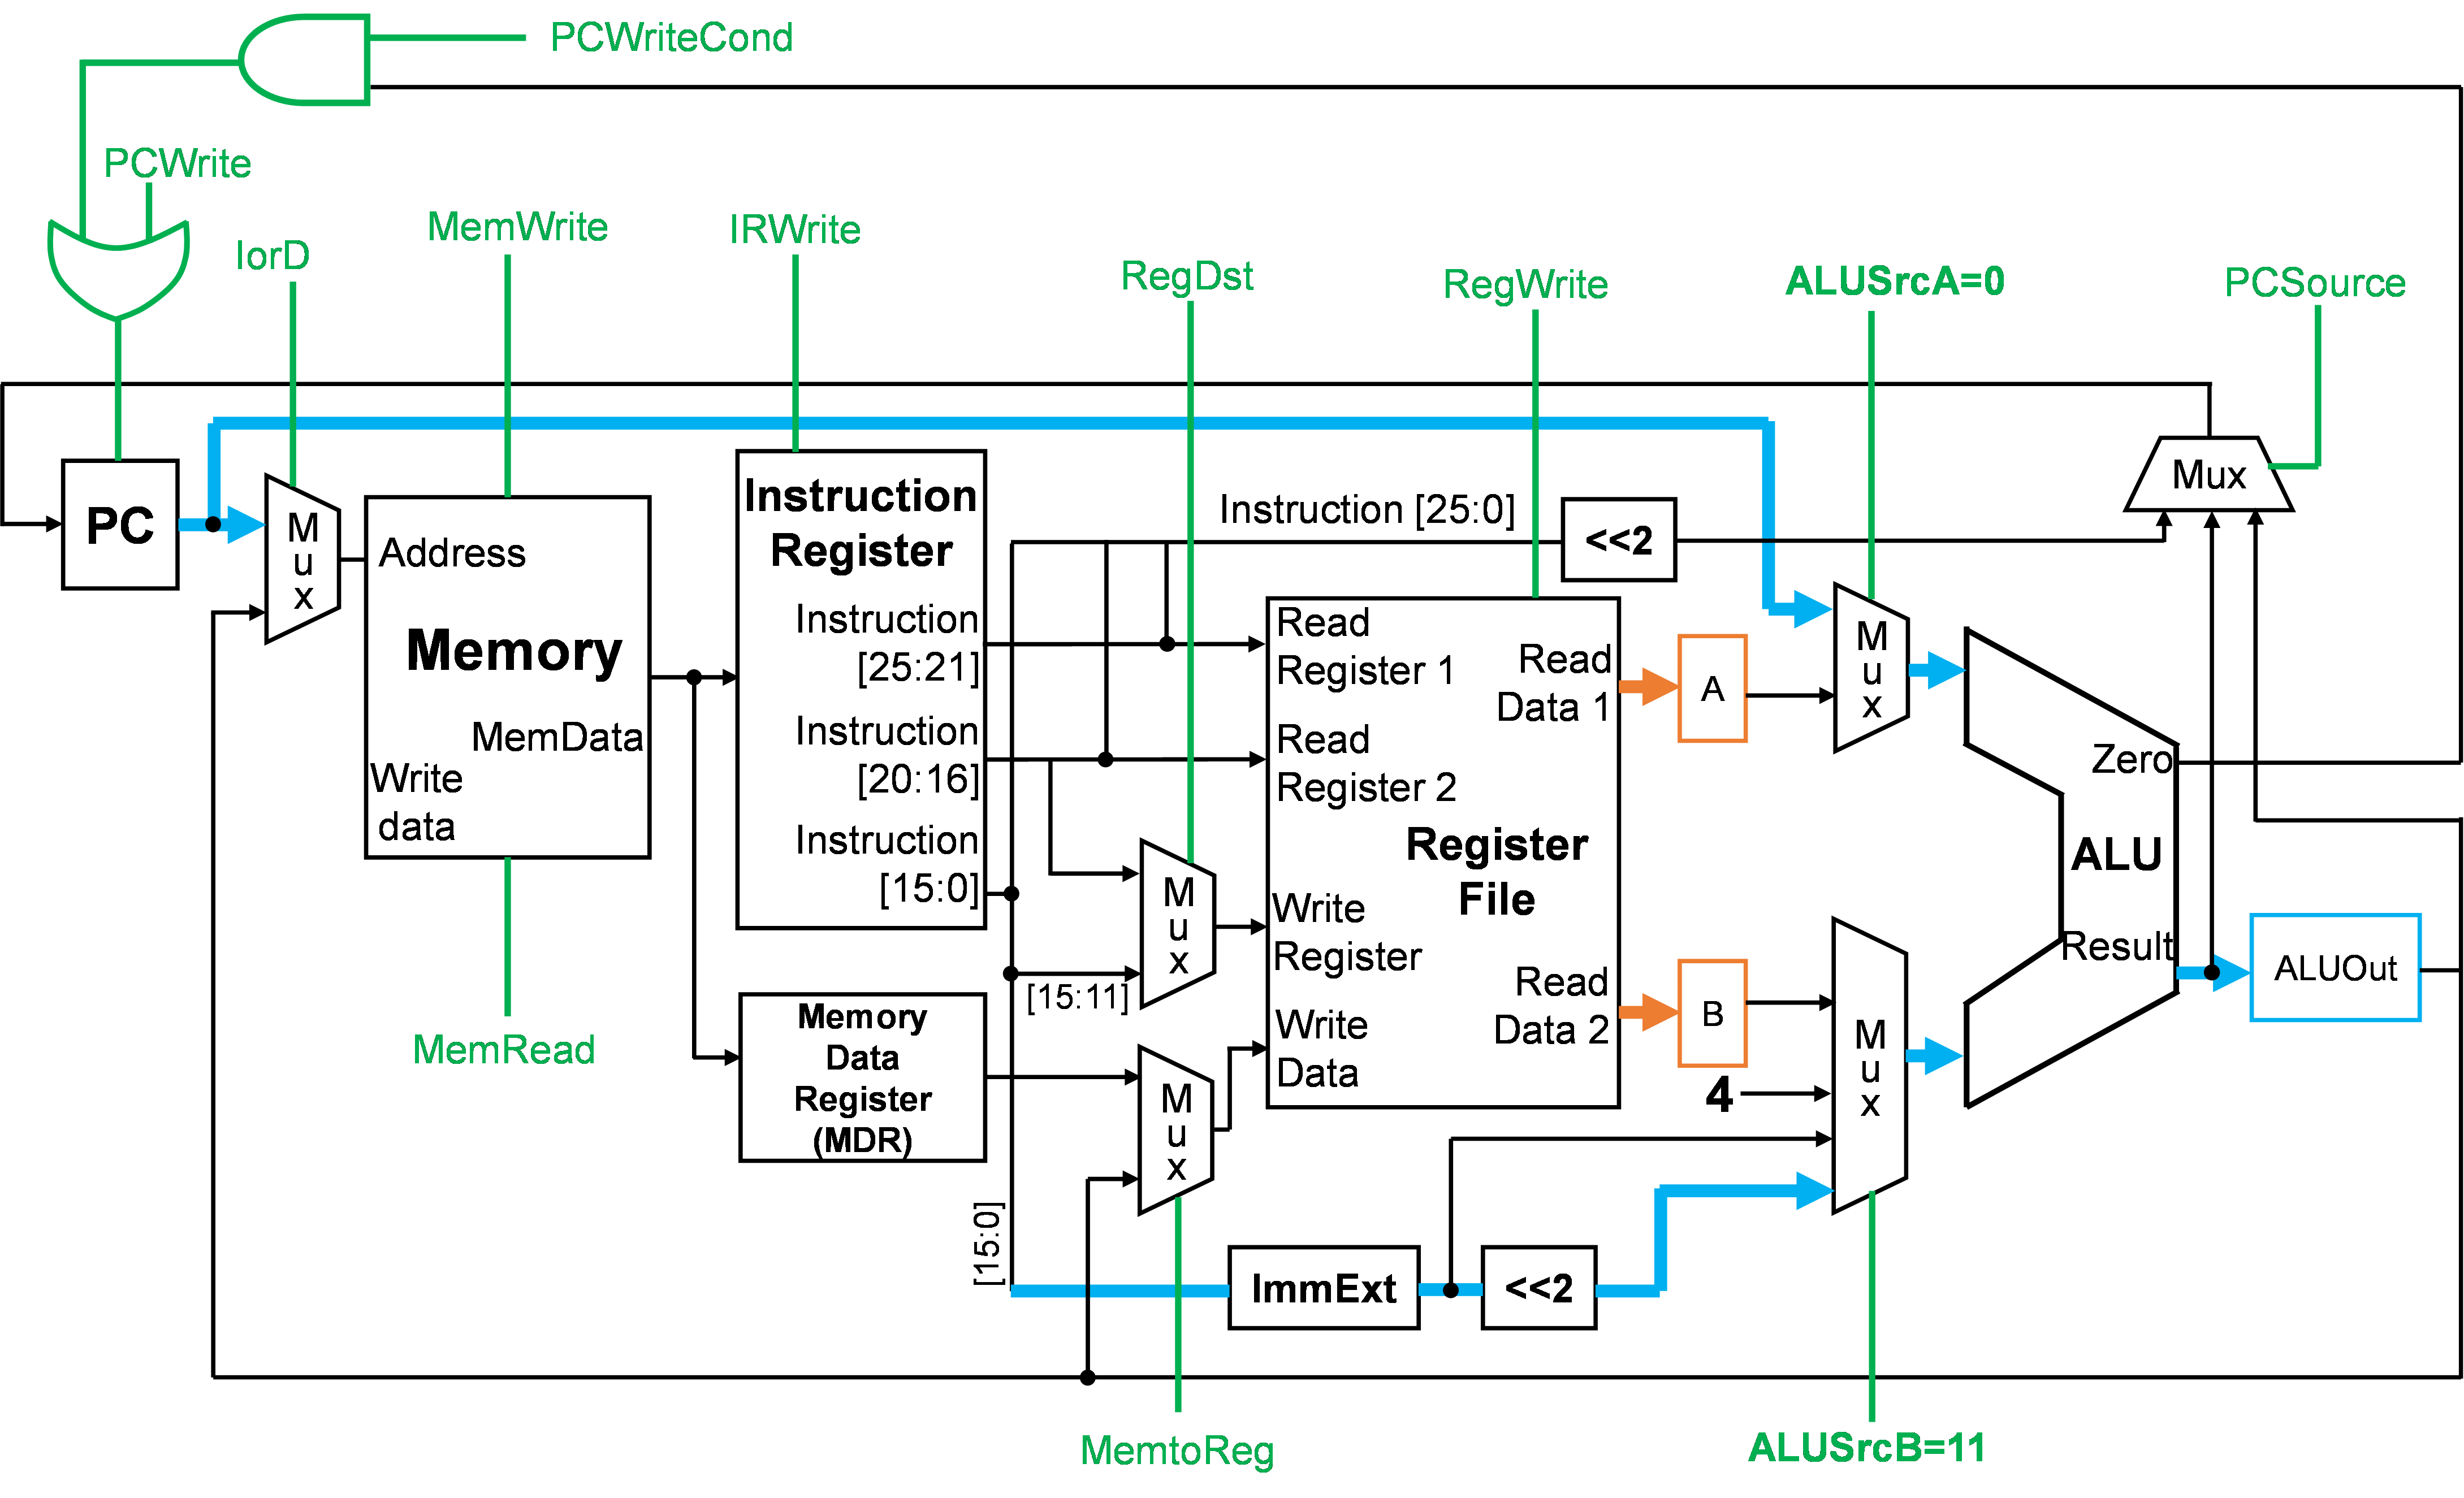 PCWriteCond
PCWrite
MemWrite
IRWrite
IorD
RegDst
RegWrite
ALUSrcA=0
PCSource
PC
M
u
x
Address
Memory
MemData
Write
data
MemRead
Instruction
Register
Instruction
[25:21]
Instruction
[20:16]
Instruction
[15:0]
Memory
Data
Register
(MDR)
Instruction [25:0]
<<2
Mux
[15:11]
M
u
x
M
u
x
MemtoReg
[15:0]
Read
Register 1
Read
Register 2
Register
File
Write
Register
Write
Data
Read
Data 1
Read
Data 2
A
B
4
ImmExt
<<2
M
u
x
M
u
x
ALUSrcB=11
Zero
ALU
Result
ALUOut